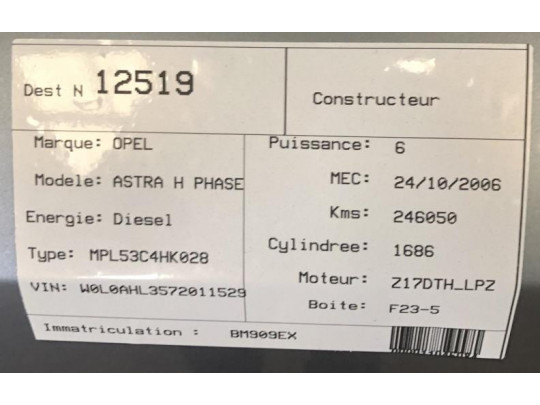 Dest N 12519
Constructeur
Marque: OPEL
Puissance: 6
Modele: ASTRA H PHASE
MEC: 24/10/2006
Energie: Diesel
Kms: 246050
Type: MPL53C4HK028
Cylindree: 1686
VIN: W0L0AHL3572011529
Moteur: Z17DTH_LPZ
Boite: F23-5
Immatriculation : BM909EX